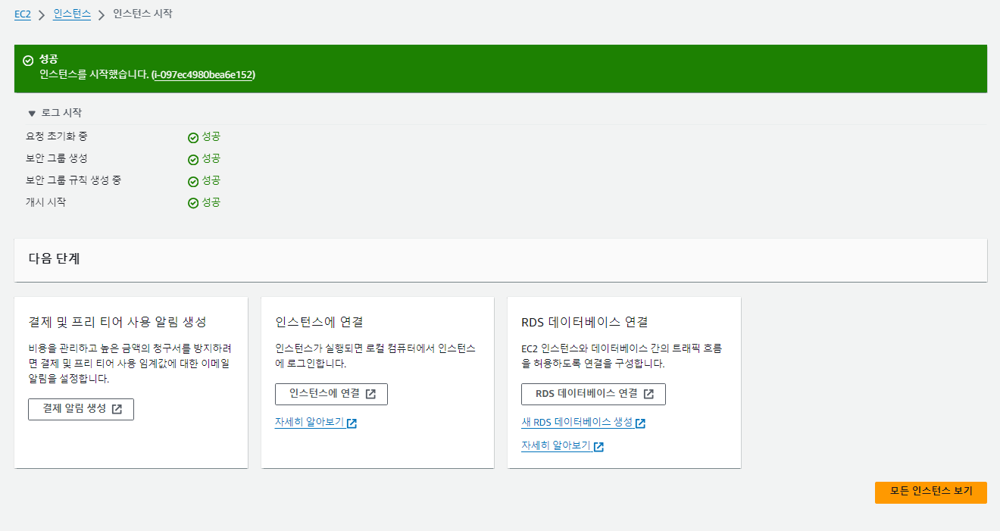 EC2 > 인스턴스 > 인스턴스 시작
성공
인스턴스를 시작했습니다. (i-097ec4980bea6e152)
▼ 로그 시작
요청 초기화 중 성공
보안 그룹 생성 성공
보안 그룹 규칙 생성 중 성공
개시 시작 성공
다음 단계
결제 및 프리 티어 사용 알림 생성
비용을 관리하고 높은 금액의 청구서를 방지하려
면 결제 및 프리 티어 사용 임계값에 대한 이메일
알림을 설정합니다.
결제 알림 생성
인스턴스에 연결
인스턴스가 실행되면 로컬 컴퓨터에서 인스턴스
에 로그인합니다.
인스턴스에 연결
자세히 알아보기
RDS 데이터베이스 연결
EC2 인스턴스와 데이터베이스 간의 트래픽 흐름
을 허용하도록 연결을 구성합니다.
RDS 데이터베이스 연결
새 RDS 데이터베이스 생성
자세히 알아보기
모든 인스턴스 보기